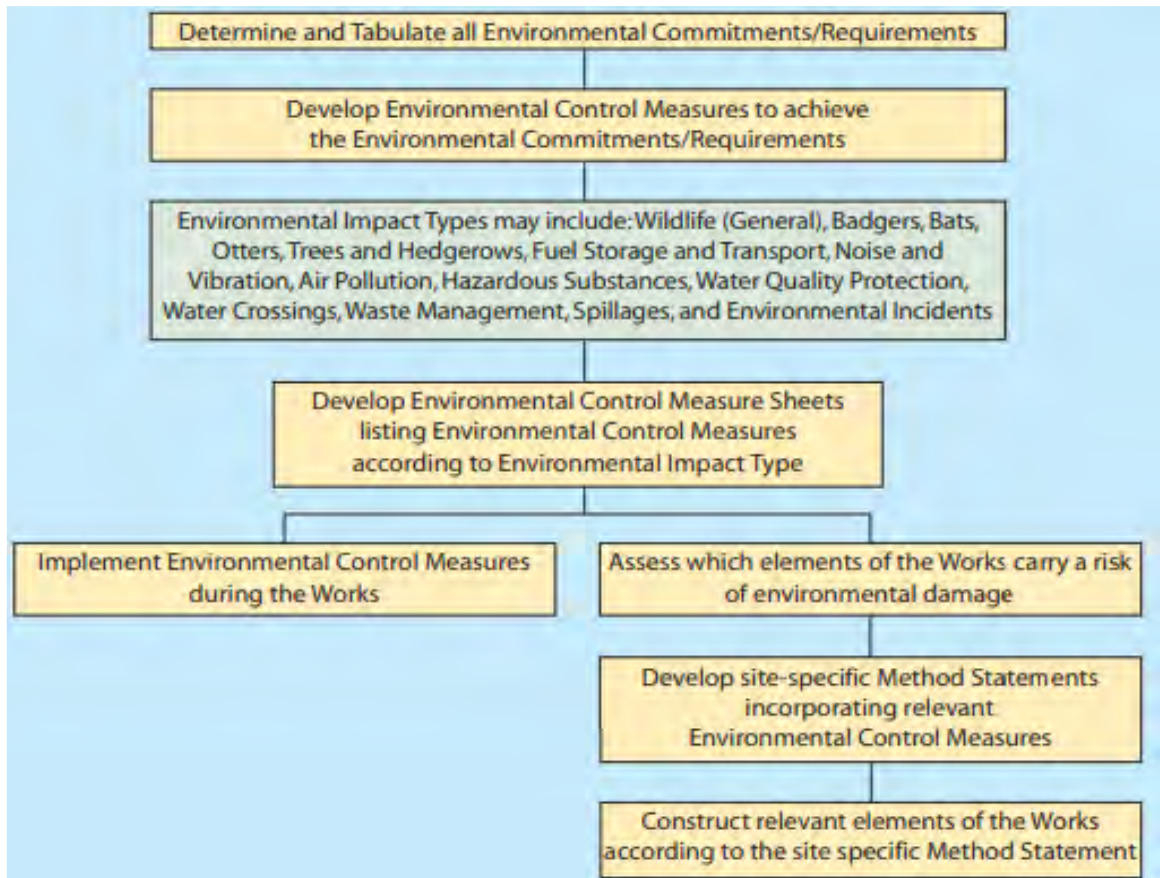 Determine and Tabulate all Environmental Commitments/Requirements
Develop Environmental Control Measures to achieve
the Environmental Commitments/Requirements
Environmental Impact Types may include: Wildlife (General), Badgers, Bats,
Otters, Trees and Hedgerows, Fuel Storage and Transport, Noise and
Vibration, Air Pollution, Hazardous Substances, Water Quality Protection,
Water Crossings, Waste Management, Spillages, and Environmental Incidents
Develop Environmental Control Measure Sheets
listing Environmental Control Measures
according to Environmental Impact Type
Implement Environmental Control Measures
during the Works
Assess which elements of the Works carry a risk
of environmental damage
Develop site-specific Method Statements
incorporating relevant
Environmental Control Measures
Construct relevant elements of the Works
according to the site specific Method Statement